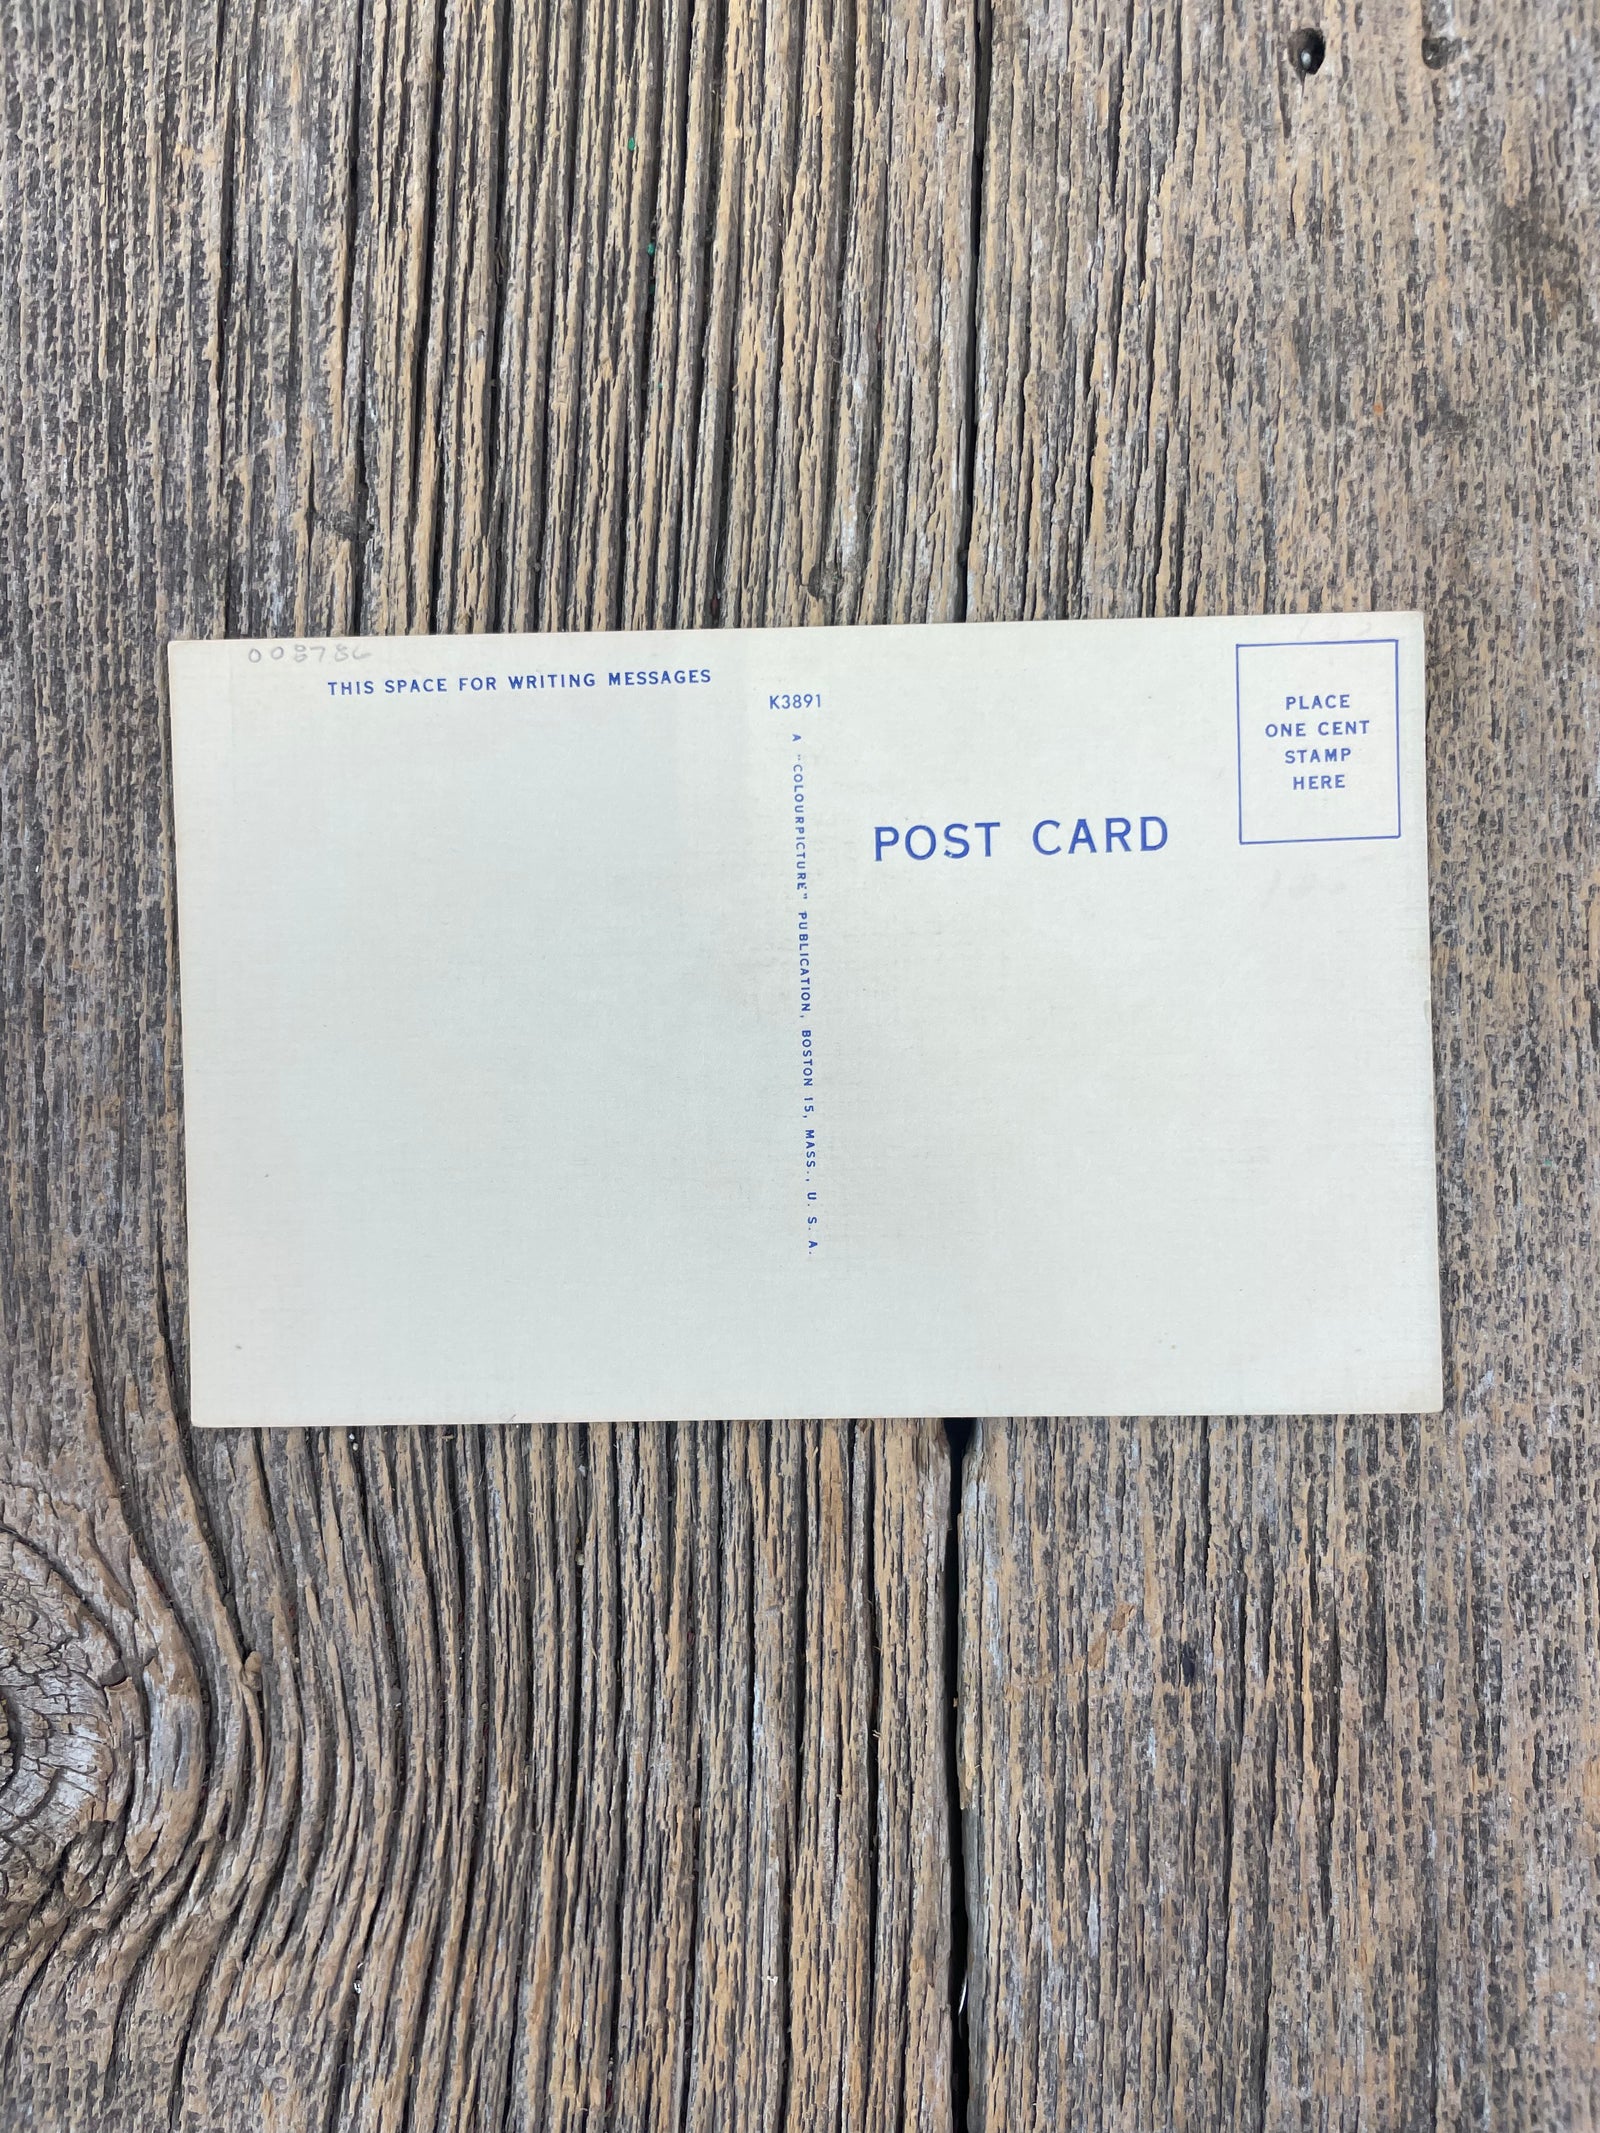 008786
THIS SPACE FOR WRITING MESSAGES
K3891
A "COLOURPICTURE" PUBLICATION, BOSTON 15, MASS., U. S. A.
POST CARD
PLACE
ONE CENT
STAMP
HERE